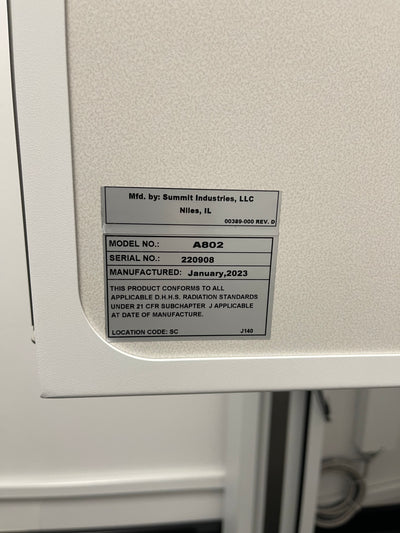 Mfd. by: Summit Industries, LLC
Niles, IL
00389-000 REV. D
MODEL NO.: A802
SERIAL NO.: 220908
MANUFACTURED: January,2023
THIS PRODUCT CONFORMS TO ALL
APPLICABLE D.H.H.S. RADIATION STANDARDS
UNDER 21 CFR SUBCHAPTER J APPLICABLE
AT DATE OF MANUFACTURE.
LOCATION CODE: SC J140